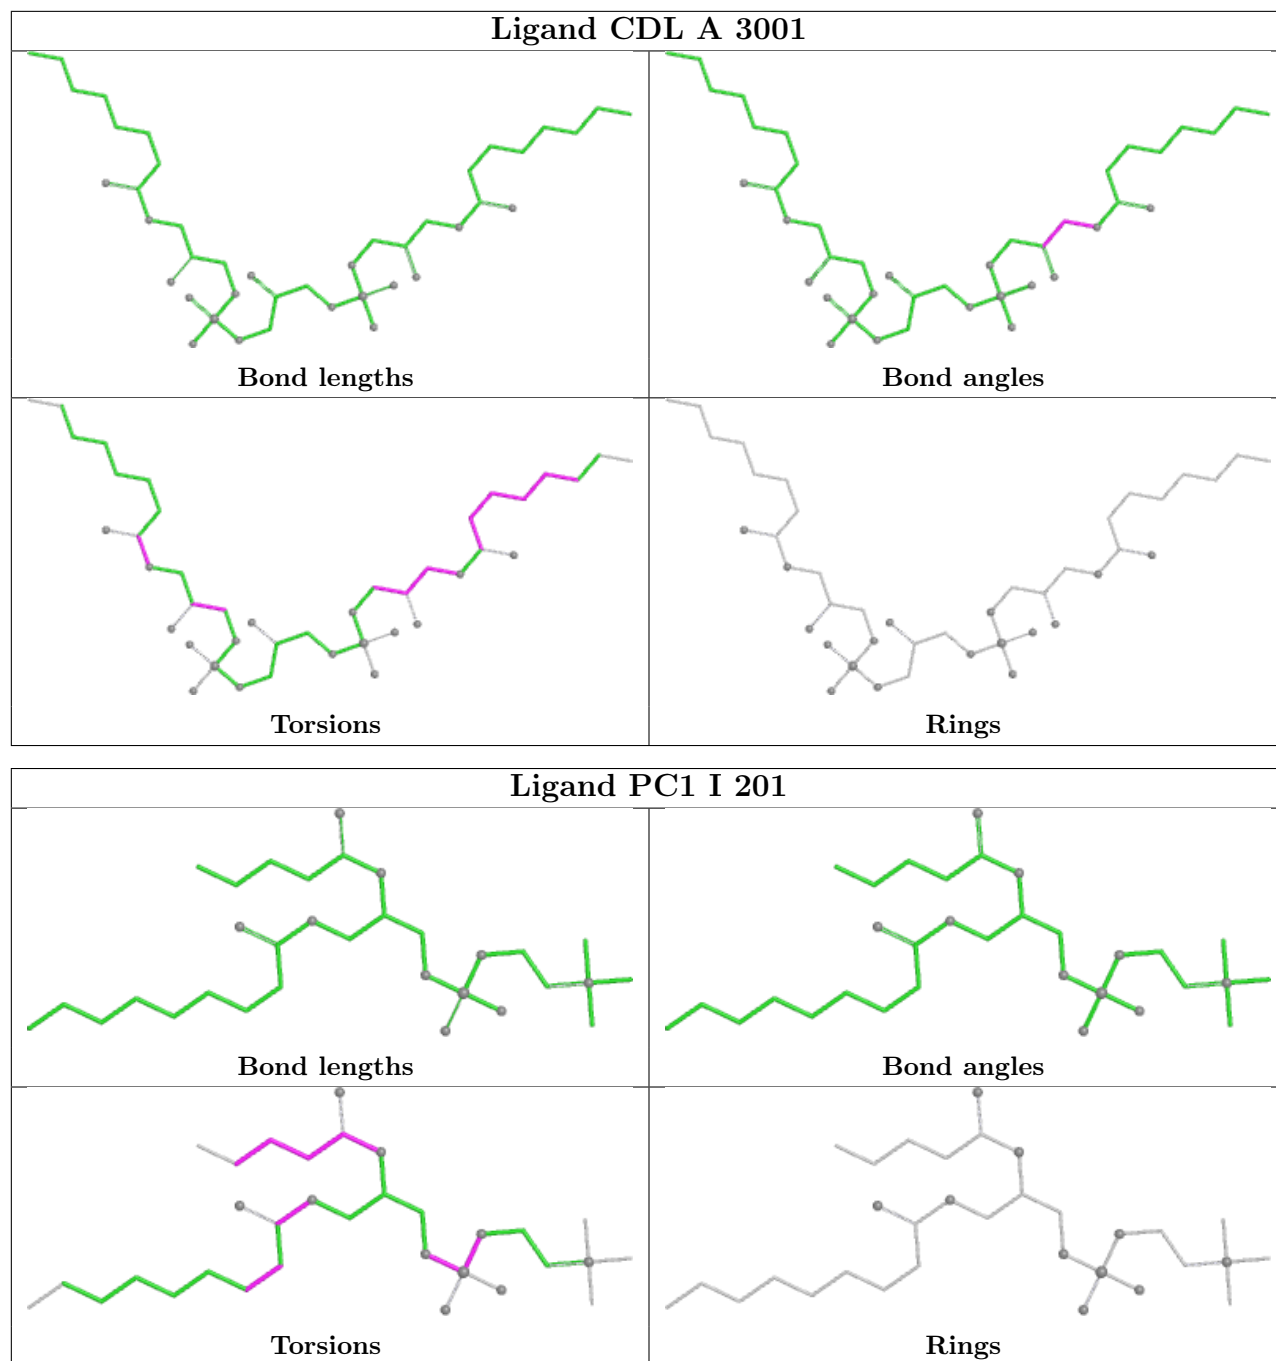 Ligand CDL A 3001
Bond lengths
Bond angles
Torsions
Rings
Ligand PC1 I 201
Bond lengths
Bond angles
Torsions
Rings